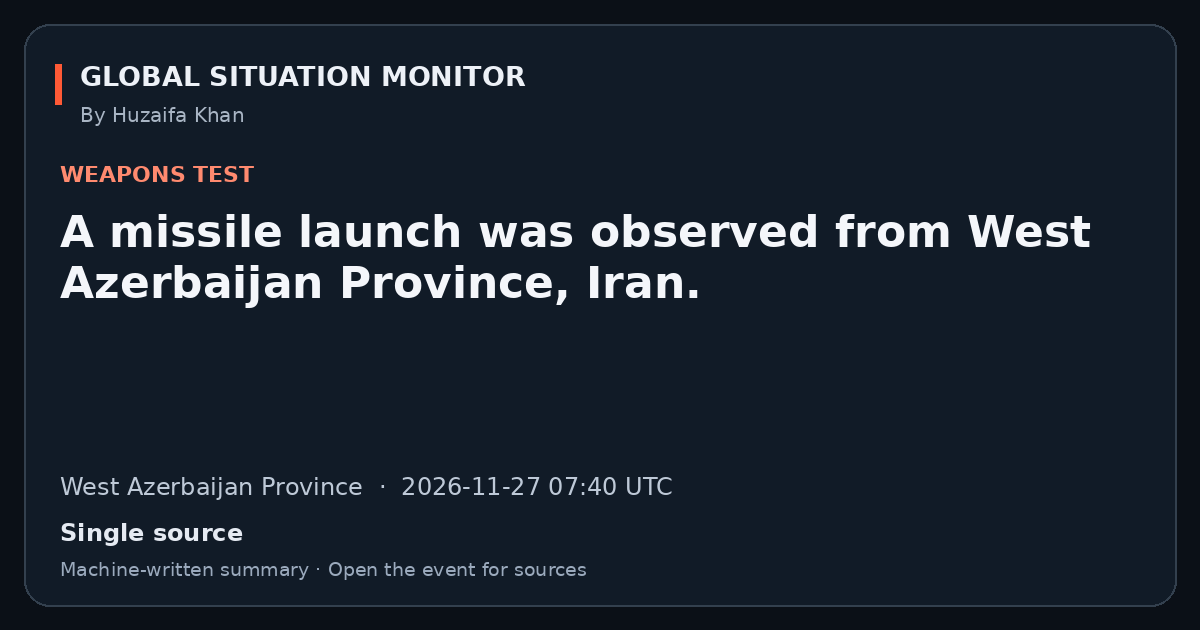 GLOBAL SITUATION MONITOR
By Huzaifa Khan
WEAPONS TEST
A missile launch was observed from West
Azerbaijan Province, Iran.
West Azerbaijan Province · 2026-11-27 07:40 UTC
Single source
Machine-written summary · Open the event for sources